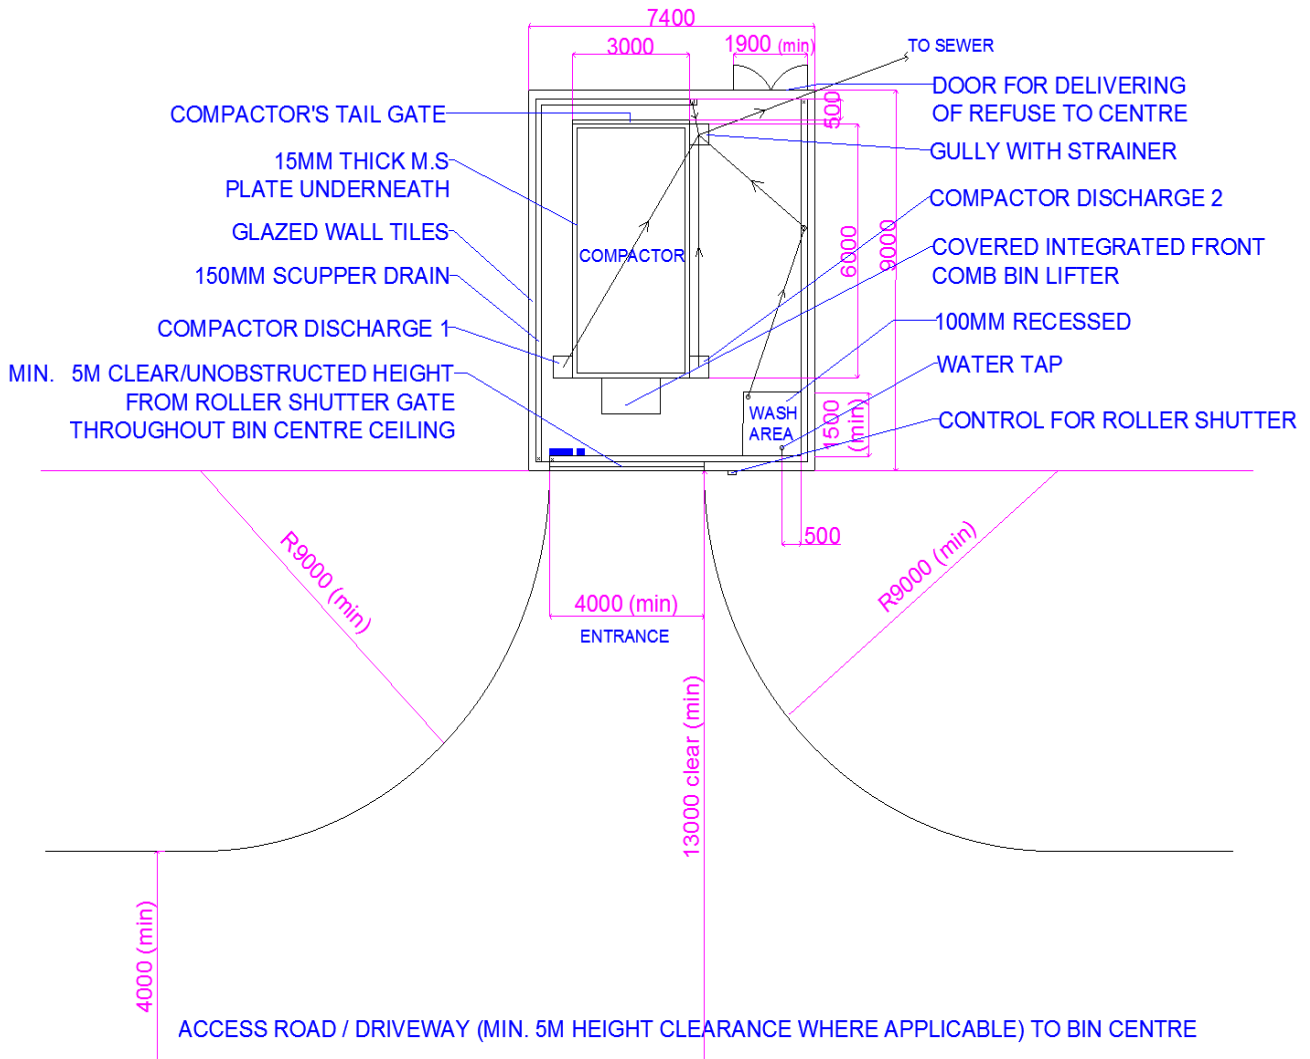 7400
3000
1900 (min)
TO SEWER
DOOR FOR DELIVERING
OF REFUSE TO CENTRE
500
COMPACTOR'S TAIL GATE
GULLY WITH STRAINER
15MM THICK M.S
PLATE UNDERNEATH
COMPACTOR DISCHARGE 2
GLAZED WALL TILES
COVERED INTEGRATED FRONT
COMB BIN LIFTER
COMPACTOR
6000
9000
150MM SCUPPER DRAIN
COMPACTOR DISCHARGE 1
100MM RECESSED
WATER TAP
MIN. 5M CLEAR/UNOBSTRUCTED HEIGHT
FROM ROLLER SHUTTER GATE
THROUGHOUT BIN CENTRE CEILING
WASH
AREA
1500
(min)
CONTROL FOR ROLLER SHUTTER
500
R9000 (min)
R9000 (min)
4000 (min)
ENTRANCE
13000 clear (min)
4000 (min)
ACCESS ROAD / DRIVEWAY (MIN. 5M HEIGHT CLEARANCE WHERE APPLICABLE) TO BIN CENTRE